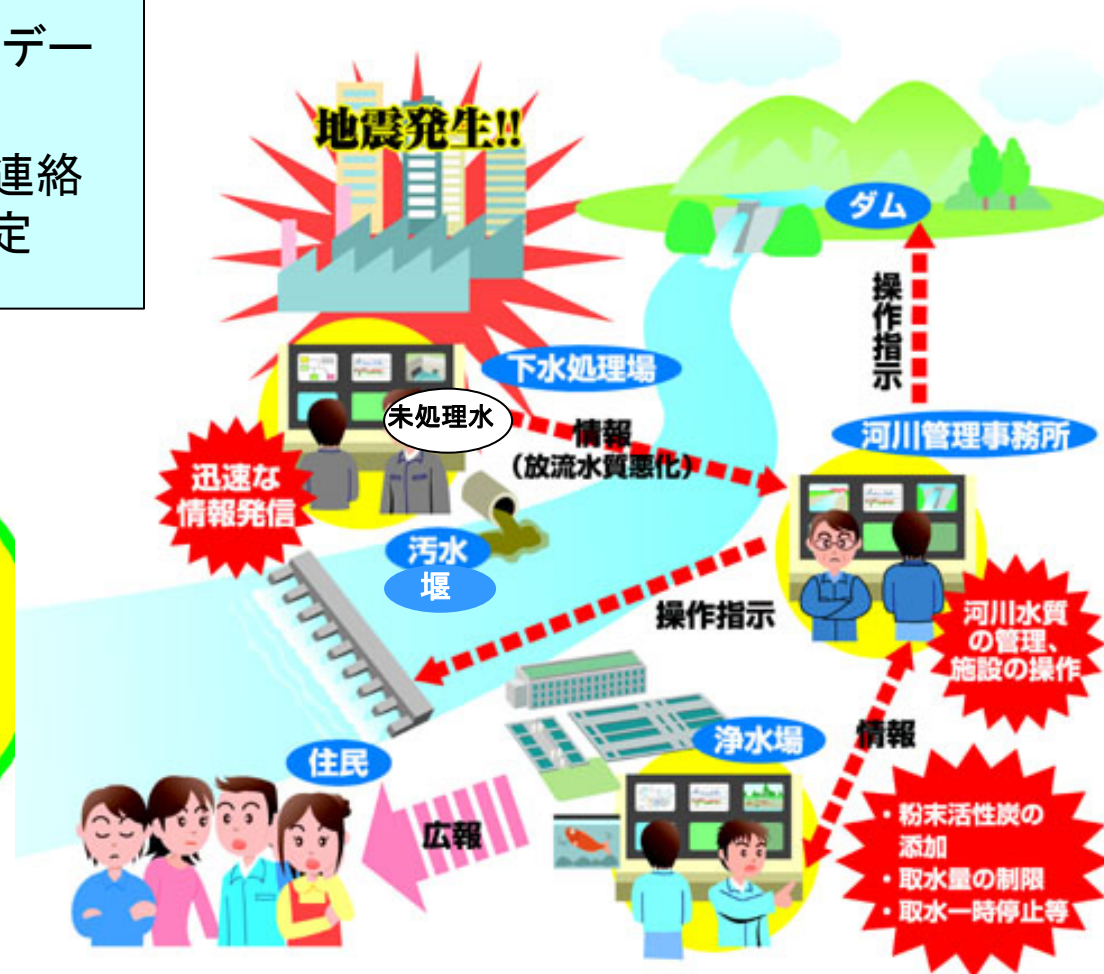 デー
連絡
定
地震発生!!
ダム
操作指示
下水処理場
未処理水
情報
(放流水質悪化)
河川管理事務所
迅速な
情報発信
汚水
堰
操作指示
河川水質
の管理、
施設の操作
浄水場
情報
住民
広報
・粉末活性炭の
添加
・取水量の制限
・取水一時停止等